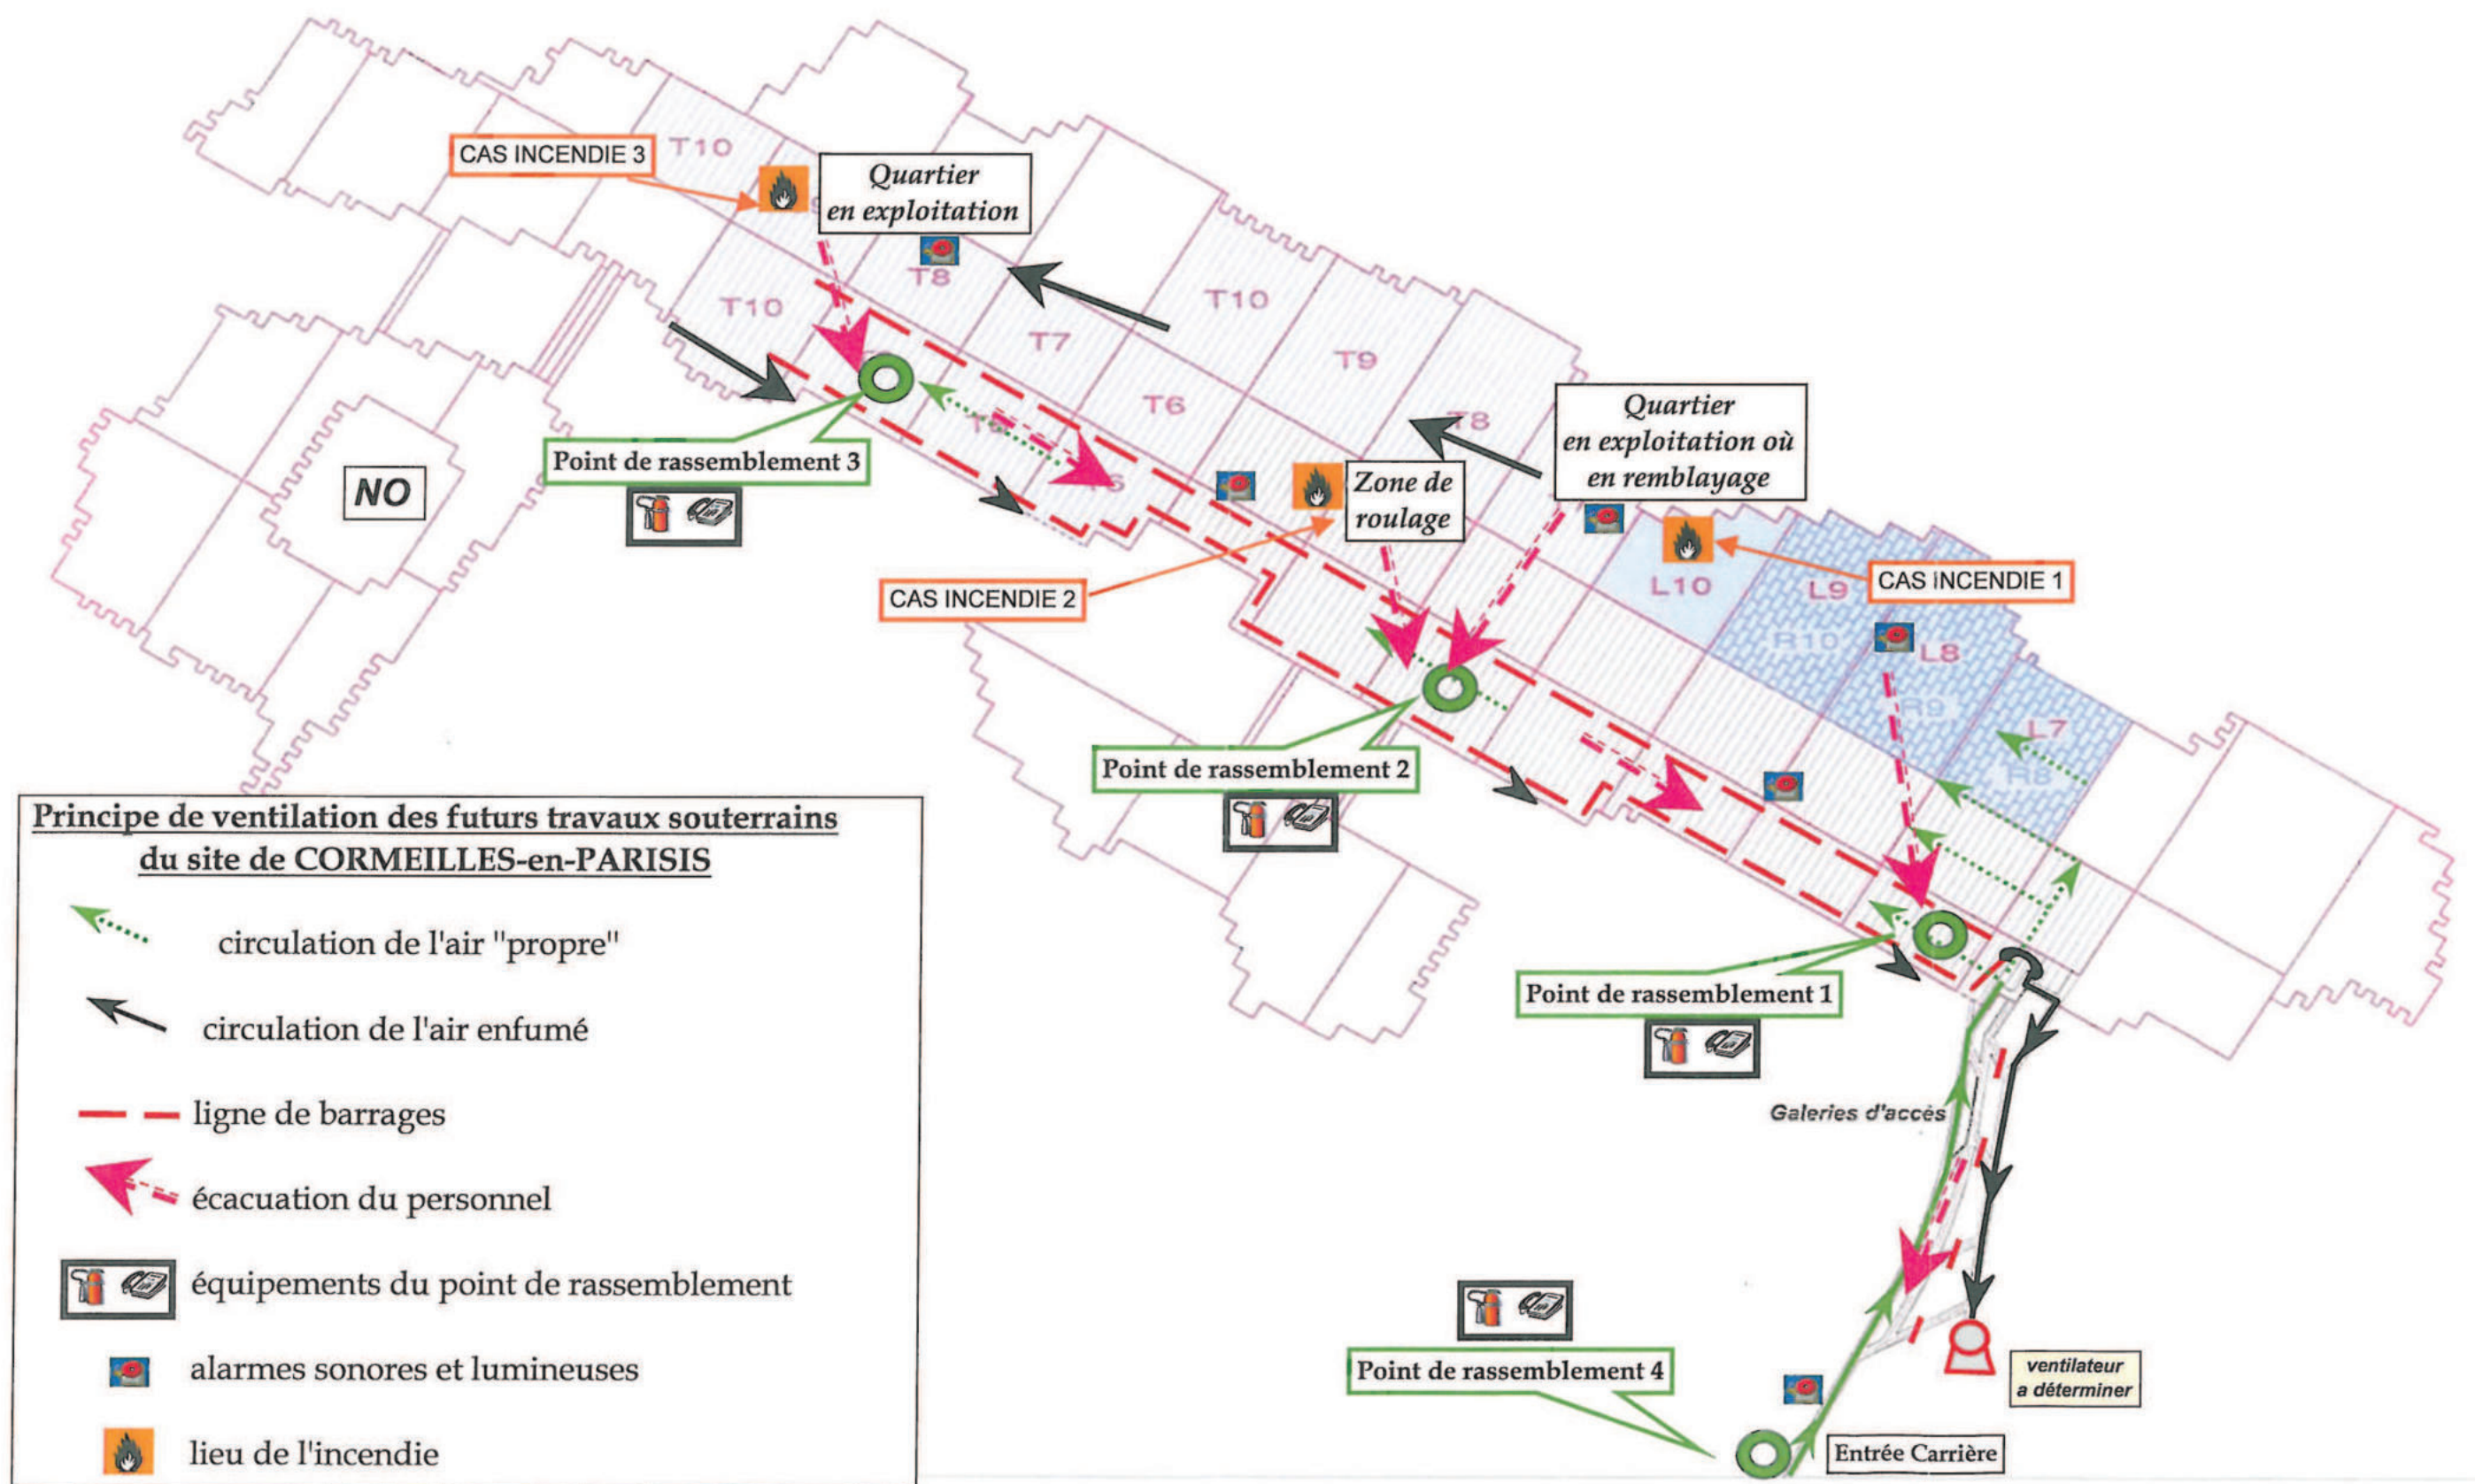 T10
CAS INCENDIE 3
Quartier
en exploitation
T8
T10
T10
T7
T9
T6
T8
Quartier
en exploitation où
en remblayage
Point de rassemblement 3
NO
Zone de
roulage
CAS INCENDIE 2
L10
L9
CAS INCENDIE 1
R10
L8
R9
L7
R8
Point de rassemblement 2
Point de rassemblement 1
Galeries d'accès
Point de rassemblement 4
ventilateur
a déterminer
Entrée Carrière
Principe de ventilation des futurs travaux souterrains
du site de CORMEILLES-en-PARISIS
circulation de l'air "propre"
circulation de l'air enfumé
ligne de barrages
écacuation du personnel
équipements du point de rassemblement
alarmes sonores et lumineuses
lieu de l'incendie